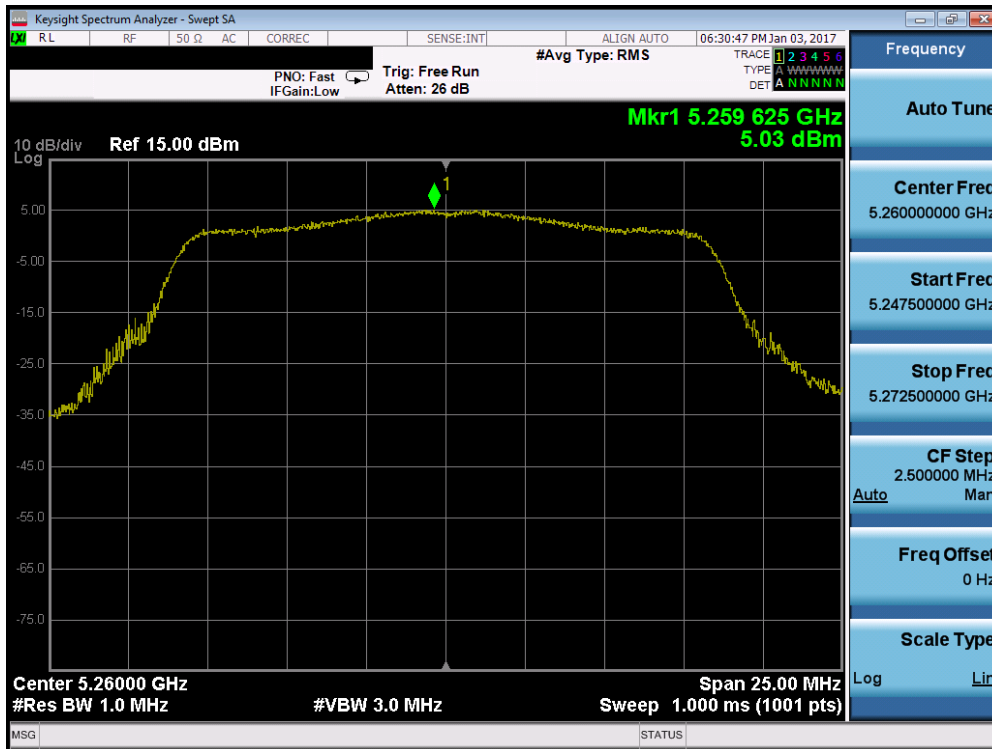 Keysight Spectrum Analyzer - Swept SA
LXI RL RF 50 Ω AC CORREC SENSE:INT ALIGN AUTO 06:30:47 PM Jan 03, 2017
#Avg Type: RMS TRACE 1 2 3 4 5 6
PNO: Fast Trig: Free Run TYPE A WWWWW
IFGain:Low Atten: 26 dB DET A N N N N N
Mkr1 5.259 625 GHz
5.03 dBm
10 dB/div Ref 15.00 dBm
Log
1
5.00
-5.00
-15.0
-25.0
-35.0
-45.0
-55.0
-65.0
-75.0
Center 5.26000 GHz Span 25.00 MHz
#Res BW 1.0 MHz #VBW 3.0 MHz Sweep 1.000 ms (1001 pts)
MSG STATUS
Frequency
Auto Tune
Center Freq
5.260000000 GHz
Start Freq
5.247500000 GHz
Stop Freq
5.272500000 GHz
CF Step
2.500000 MHz
Auto Man
Freq Offset
0 Hz
Scale Type
Log Lin